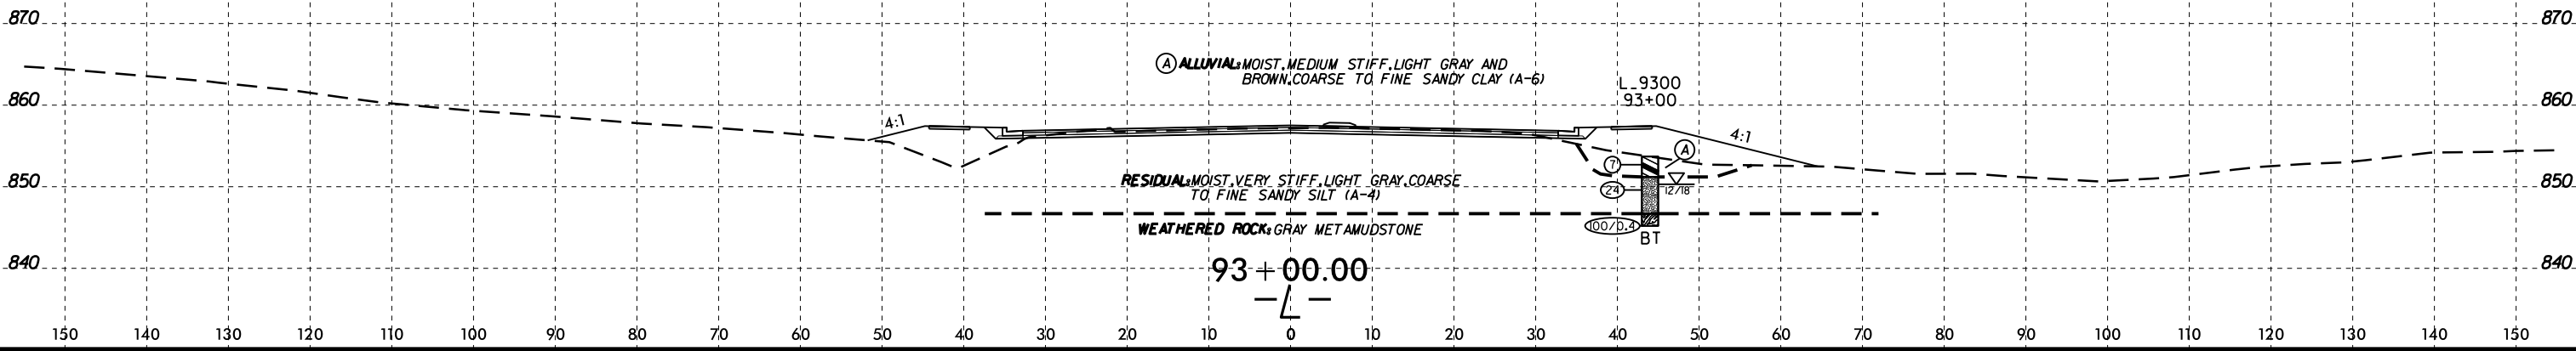 870 870
Ⓐ ALLUVIAL: MOIST, MEDIUM STIFF, LIGHT GRAY AND
BROWN, COARSE TO FINE SANDY CLAY (A-6)
L_9300
93+00
860 860
4:1 4:1
A
7
850 850
RESIDUAL: MOIST, VERY STIFF, LIGHT GRAY, COARSE
TO FINE SANDY SILT (A-4)
24
12/18
WEATHERED ROCK: GRAY METAMUDSTONE
100/0.4
BT
840 840
93+00.00
-L-
150 140 130 120 110 100 90 80 70 60 50 40 30 20 10 0 10 20 30 40 50 60 70 80 90 100 110 120 130 140 150